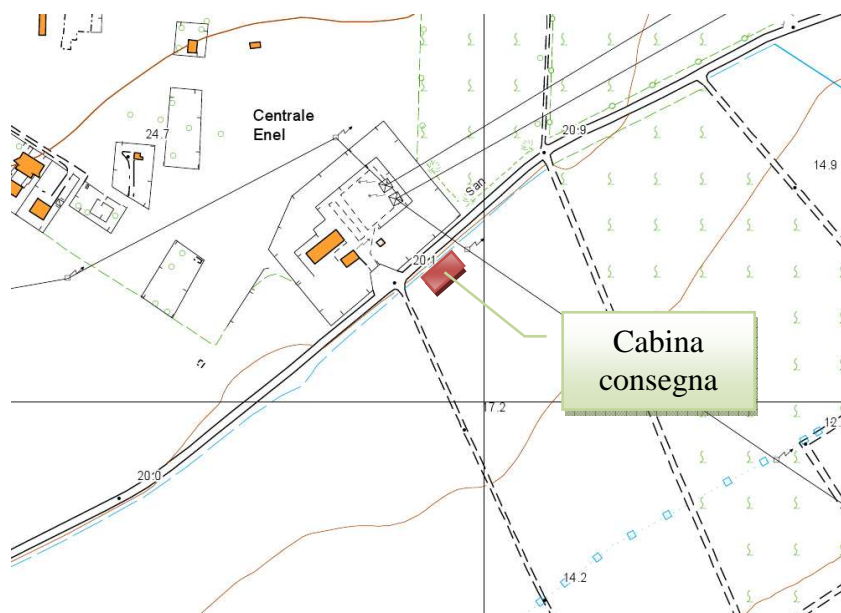 Centrale
Enel
24.7
20.9
14.9
San
20.1
Cabina
consegna
17.2
12.
20.0
14.2